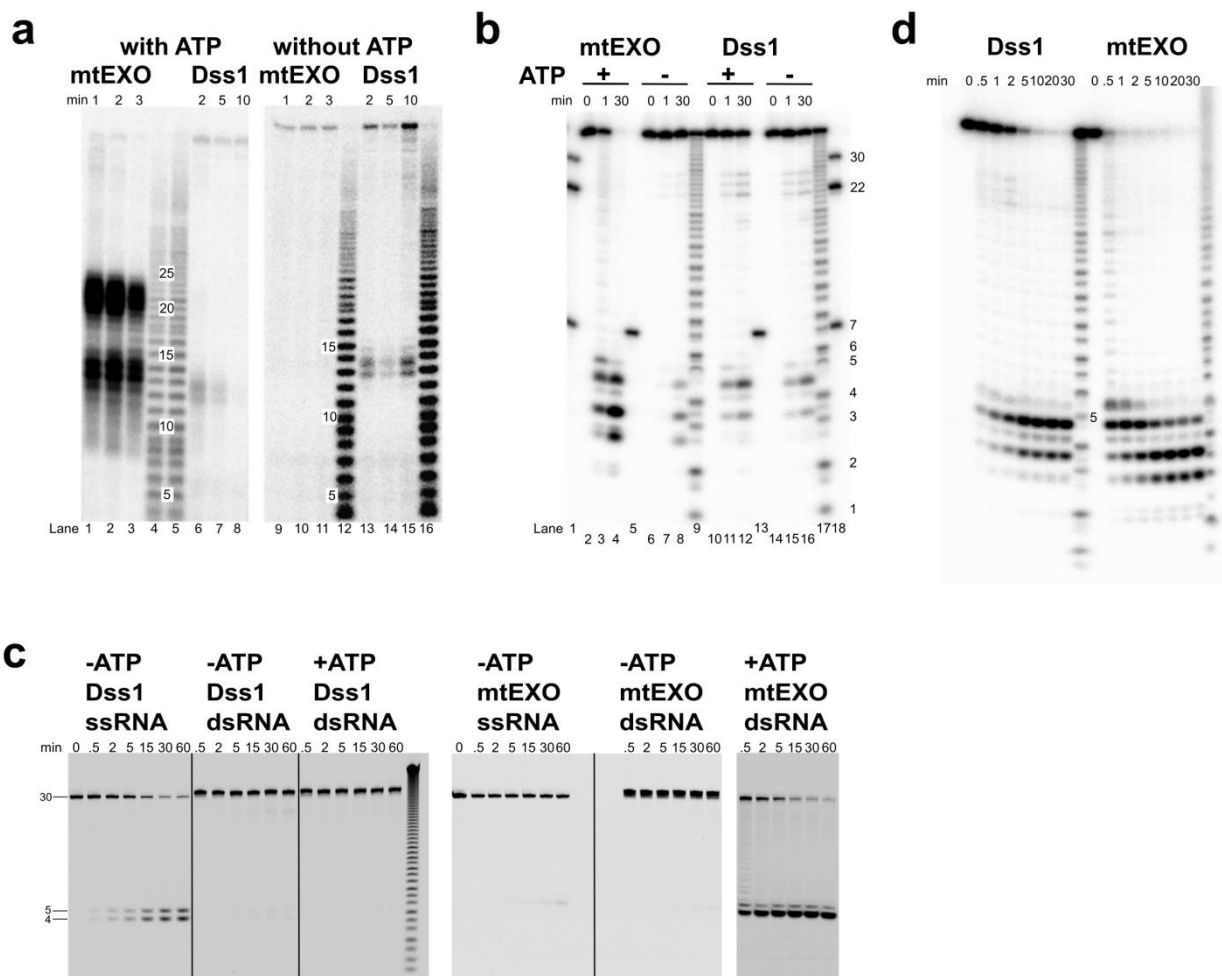 a
with ATP without ATP
mtEXO Dss1 mtEXO Dss1
min 1 2 3 2 5 10 1 2 3 2 5 10
25
20
15
10
5
15
10
5
Lane 1 2 3 4 5 6 7 8 9 10 11 12 13 14 15 16
b
mtEXO Dss1
ATP + - + -
min 0 1 30 0 1 30 0 1 30 0 1 30
30
22
7
6
5
4
3
2
1
Lane 1 5 9 13 17 18
2 3 4 6 7 8 10 11 12 14 15 16
d
Dss1 mtEXO
min 0 .5 1 2 5 10 20 30 0 .5 1 2 5 10 20 30
5
c
-ATP -ATP +ATP -ATP -ATP +ATP
Dss1 Dss1 Dss1 mtEXO mtEXO mtEXO
ssRNA dsRNA dsRNA ssRNA dsRNA dsRNA
min 0 .5 2 5 15 30 60 .5 2 5 15 30 60 .5 2 5 15 30 60 0 .5 2 5 15 30 60 .5 2 5 15 30 60 .5 2 5 15 30 60
30
5
4